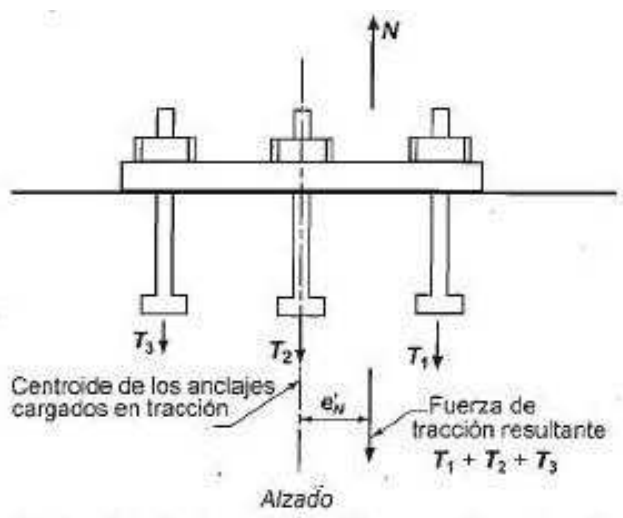 N
T3
T2
T1
Centroide de los anclajes
cargados en tracción
e'N
Fuerza de
tracción resultante
T1 + T2 + T3
Alzado